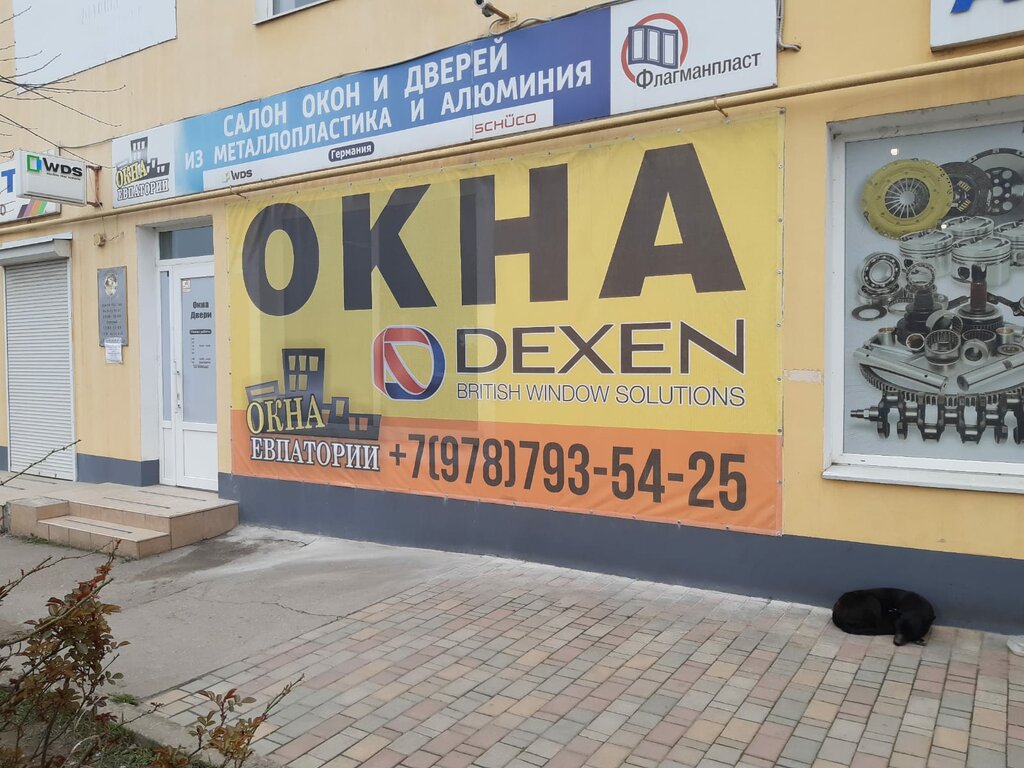 САЛОН ОКОН И ДВЕРЕЙ
ИЗ МЕТАЛЛОПЛАСТИКА И АЛЮМИНИЯ
WDS
Германия
SCHÜCO
Флагманпласт
ОКНА
ЕВПАТОРИИ
WDS
Окна
Двери
ОКНА
DEXEN
BRITISH WINDOW SOLUTIONS
ОКНА
ЕВПАТОРИИ
+7(978)793-54-25